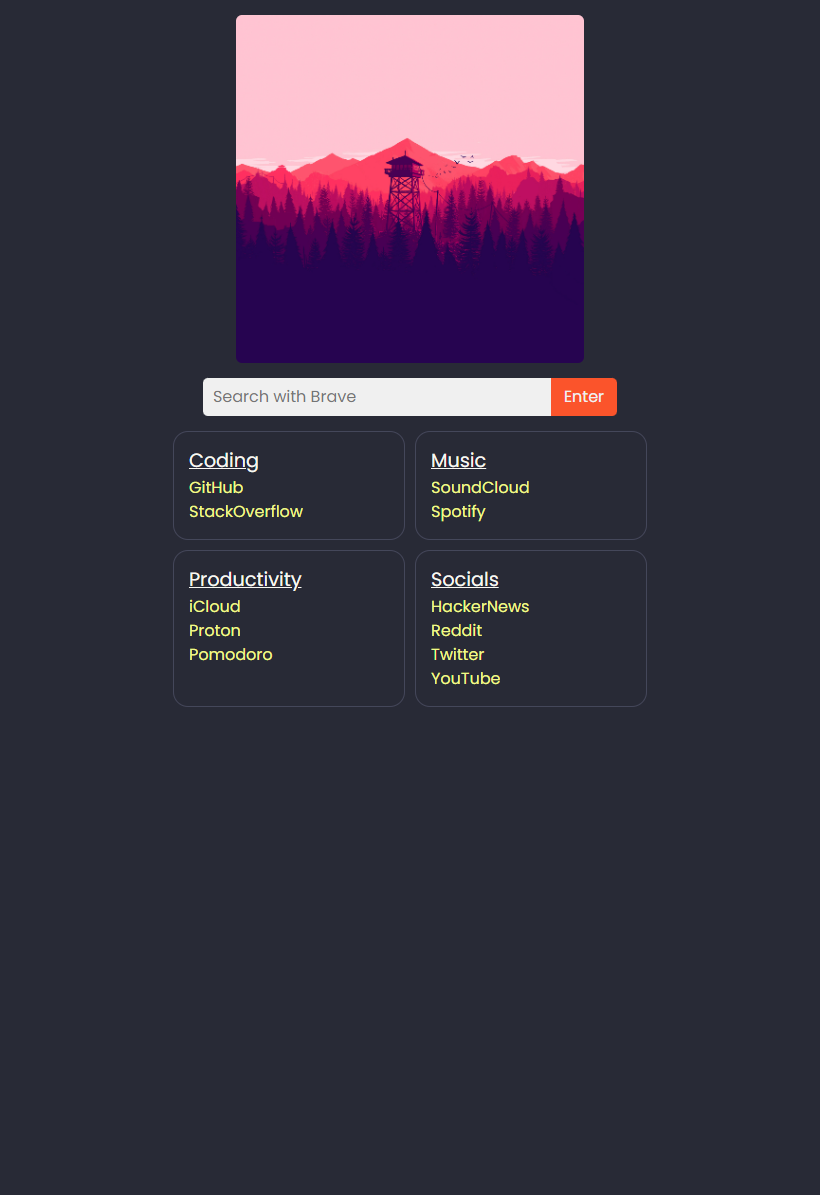 Search with Brave
Enter
Coding
GitHub
StackOverflow
Music
SoundCloud
Spotify
Productivity
iCloud
Proton
Pomodoro
Socials
HackerNews
Reddit
Twitter
YouTube